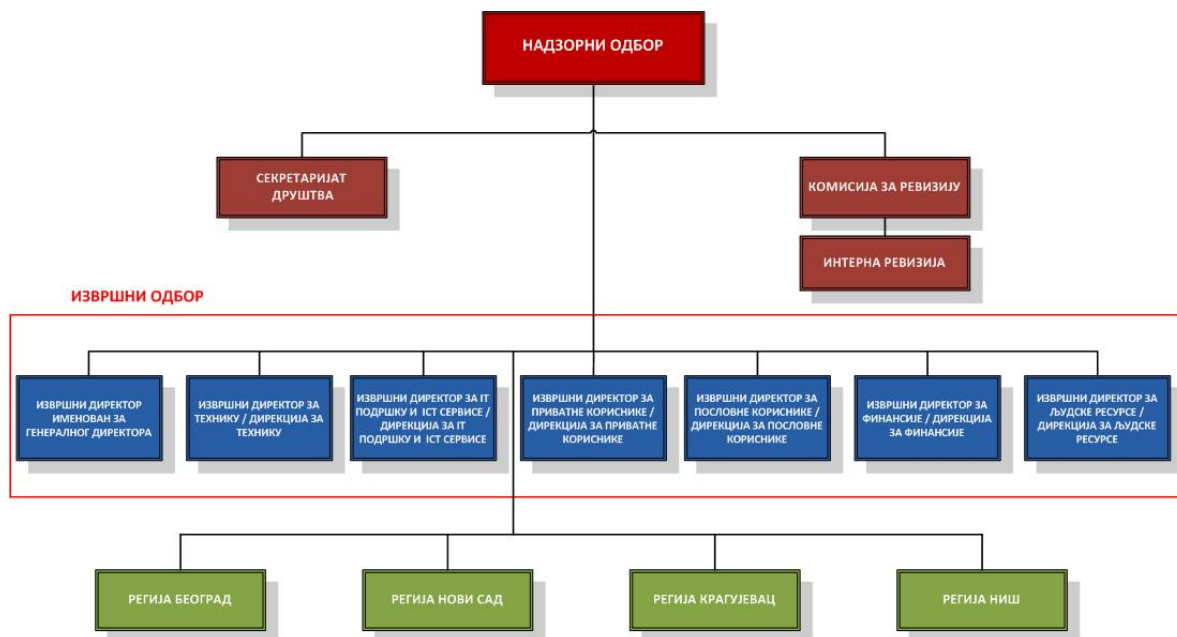 НАДЗОРНИ ОДБОР
СЕКРЕТАРИЈАТ
ДРУШТВА
КОМИСИЈА ЗА РЕВИЗИЈУ
ИНТЕРНА РЕВИЗИЈА
ИЗВРШНИ ОДБОР
ИЗВРШНИ ДИРЕКТОР
ИМЕНОВАН ЗА
ГЕНЕРАЛНОГ ДИРЕКТОРА
ИЗВРШНИ ДИРЕКТОР ЗА
ТЕХНИКУ / ДИРЕКЦИЈА ЗА
ТЕХНИКУ
ИЗВРШНИ ДИРЕКТОР ЗА IT
ПОДРШКУ И ICT СЕРВИСЕ /
ДИРЕКЦИЈА ЗА IT
ПОДРШКУ И ICT СЕРВИСЕ
ИЗВРШНИ ДИРЕКТОР ЗА
ПРИВАТНЕ КОРИСНИКЕ /
ДИРЕКЦИЈА ЗА ПРИВАТНЕ
КОРИСНИКЕ
ИЗВРШНИ ДИРЕКТОР ЗА
ПОСЛОВНЕ КОРИСНИКЕ /
ДИРЕКЦИЈА ЗА ПОСЛОВНЕ
КОРИСНИКЕ
ИЗВРШНИ ДИРЕКТОР ЗА
ФИНАНСИЈЕ / ДИРЕКЦИЈА
ЗА ФИНАНСИЈЕ
ИЗВРШНИ ДИРЕКТОР ЗА
ЉУДСКЕ РЕСУРСЕ /
ДИРЕКЦИЈА ЗА ЉУДСКЕ
РЕСУРСЕ
РЕГИЈА БЕОГРАД
РЕГИЈА НОВИ САД
РЕГИЈА КРАГУЈЕВАЦ
РЕГИЈА НИШ